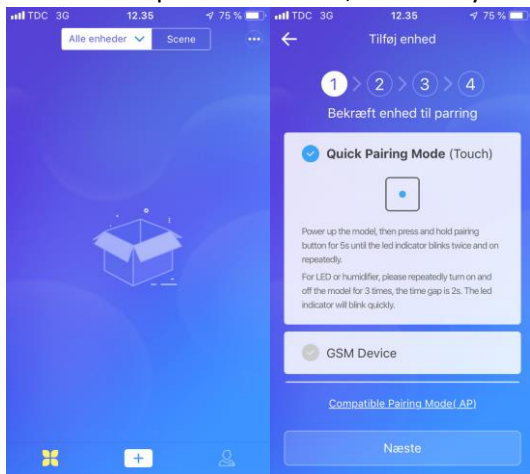 TDC 3G 12.35 75 %
Alle enheder Scene
TDC 3G 12.35 75 %
Tilføj enhed
1 > 2 > 3 > 4
Bekræft enhed til parring
Quick Pairing Mode (Touch)
Power up the model, then press and hold pairing
button for 5s until the led indicator blinks twice and on
repeatedly.
For LED or humidifier, please repeatedly turn on and
off the model for 3 times, the time gap is 2s. The led
indicator will blink quickly.
GSM Device
Compatible Pairing Mode( AP)
Næste